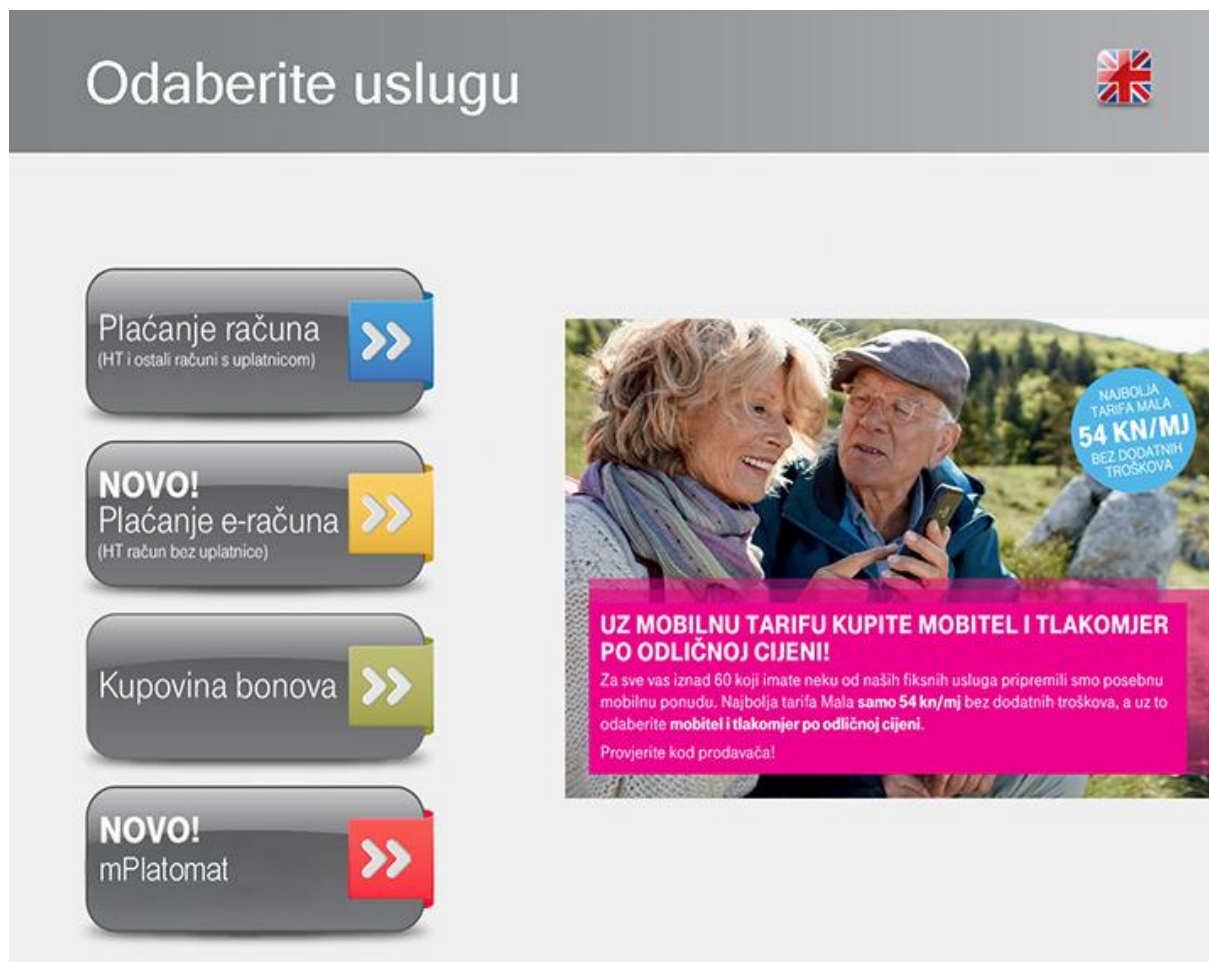 Odaberite uslugu
Plaćanje računa
(HT i ostali računi s uplatnicom)
NOVO!
Plaćanje e-računa
(HT račun bez uplatnice)
Kupovina bonova
NOVO!
mPlatomat
NAJBOLJA
TARIFA MALA
54 KN/MJ
BEZ DODATNIH
TROŠKOVA
UZ MOBILNU TARIFU KUPITE MOBITEL I TLAKOMJER
PO ODLIČNOJ CIJENI!
Za sve vas iznad 60 koji imate neku od naših fiksnih usluga pripremili smo posebnu
mobilnu ponudu. Najbolja tarifa Mala samo 54 kn/mj bez dodatnih troškova, a uz to
odaberite mobitel i tlakomjer po odličnoj cijeni.
Provjerite kod prodavača!